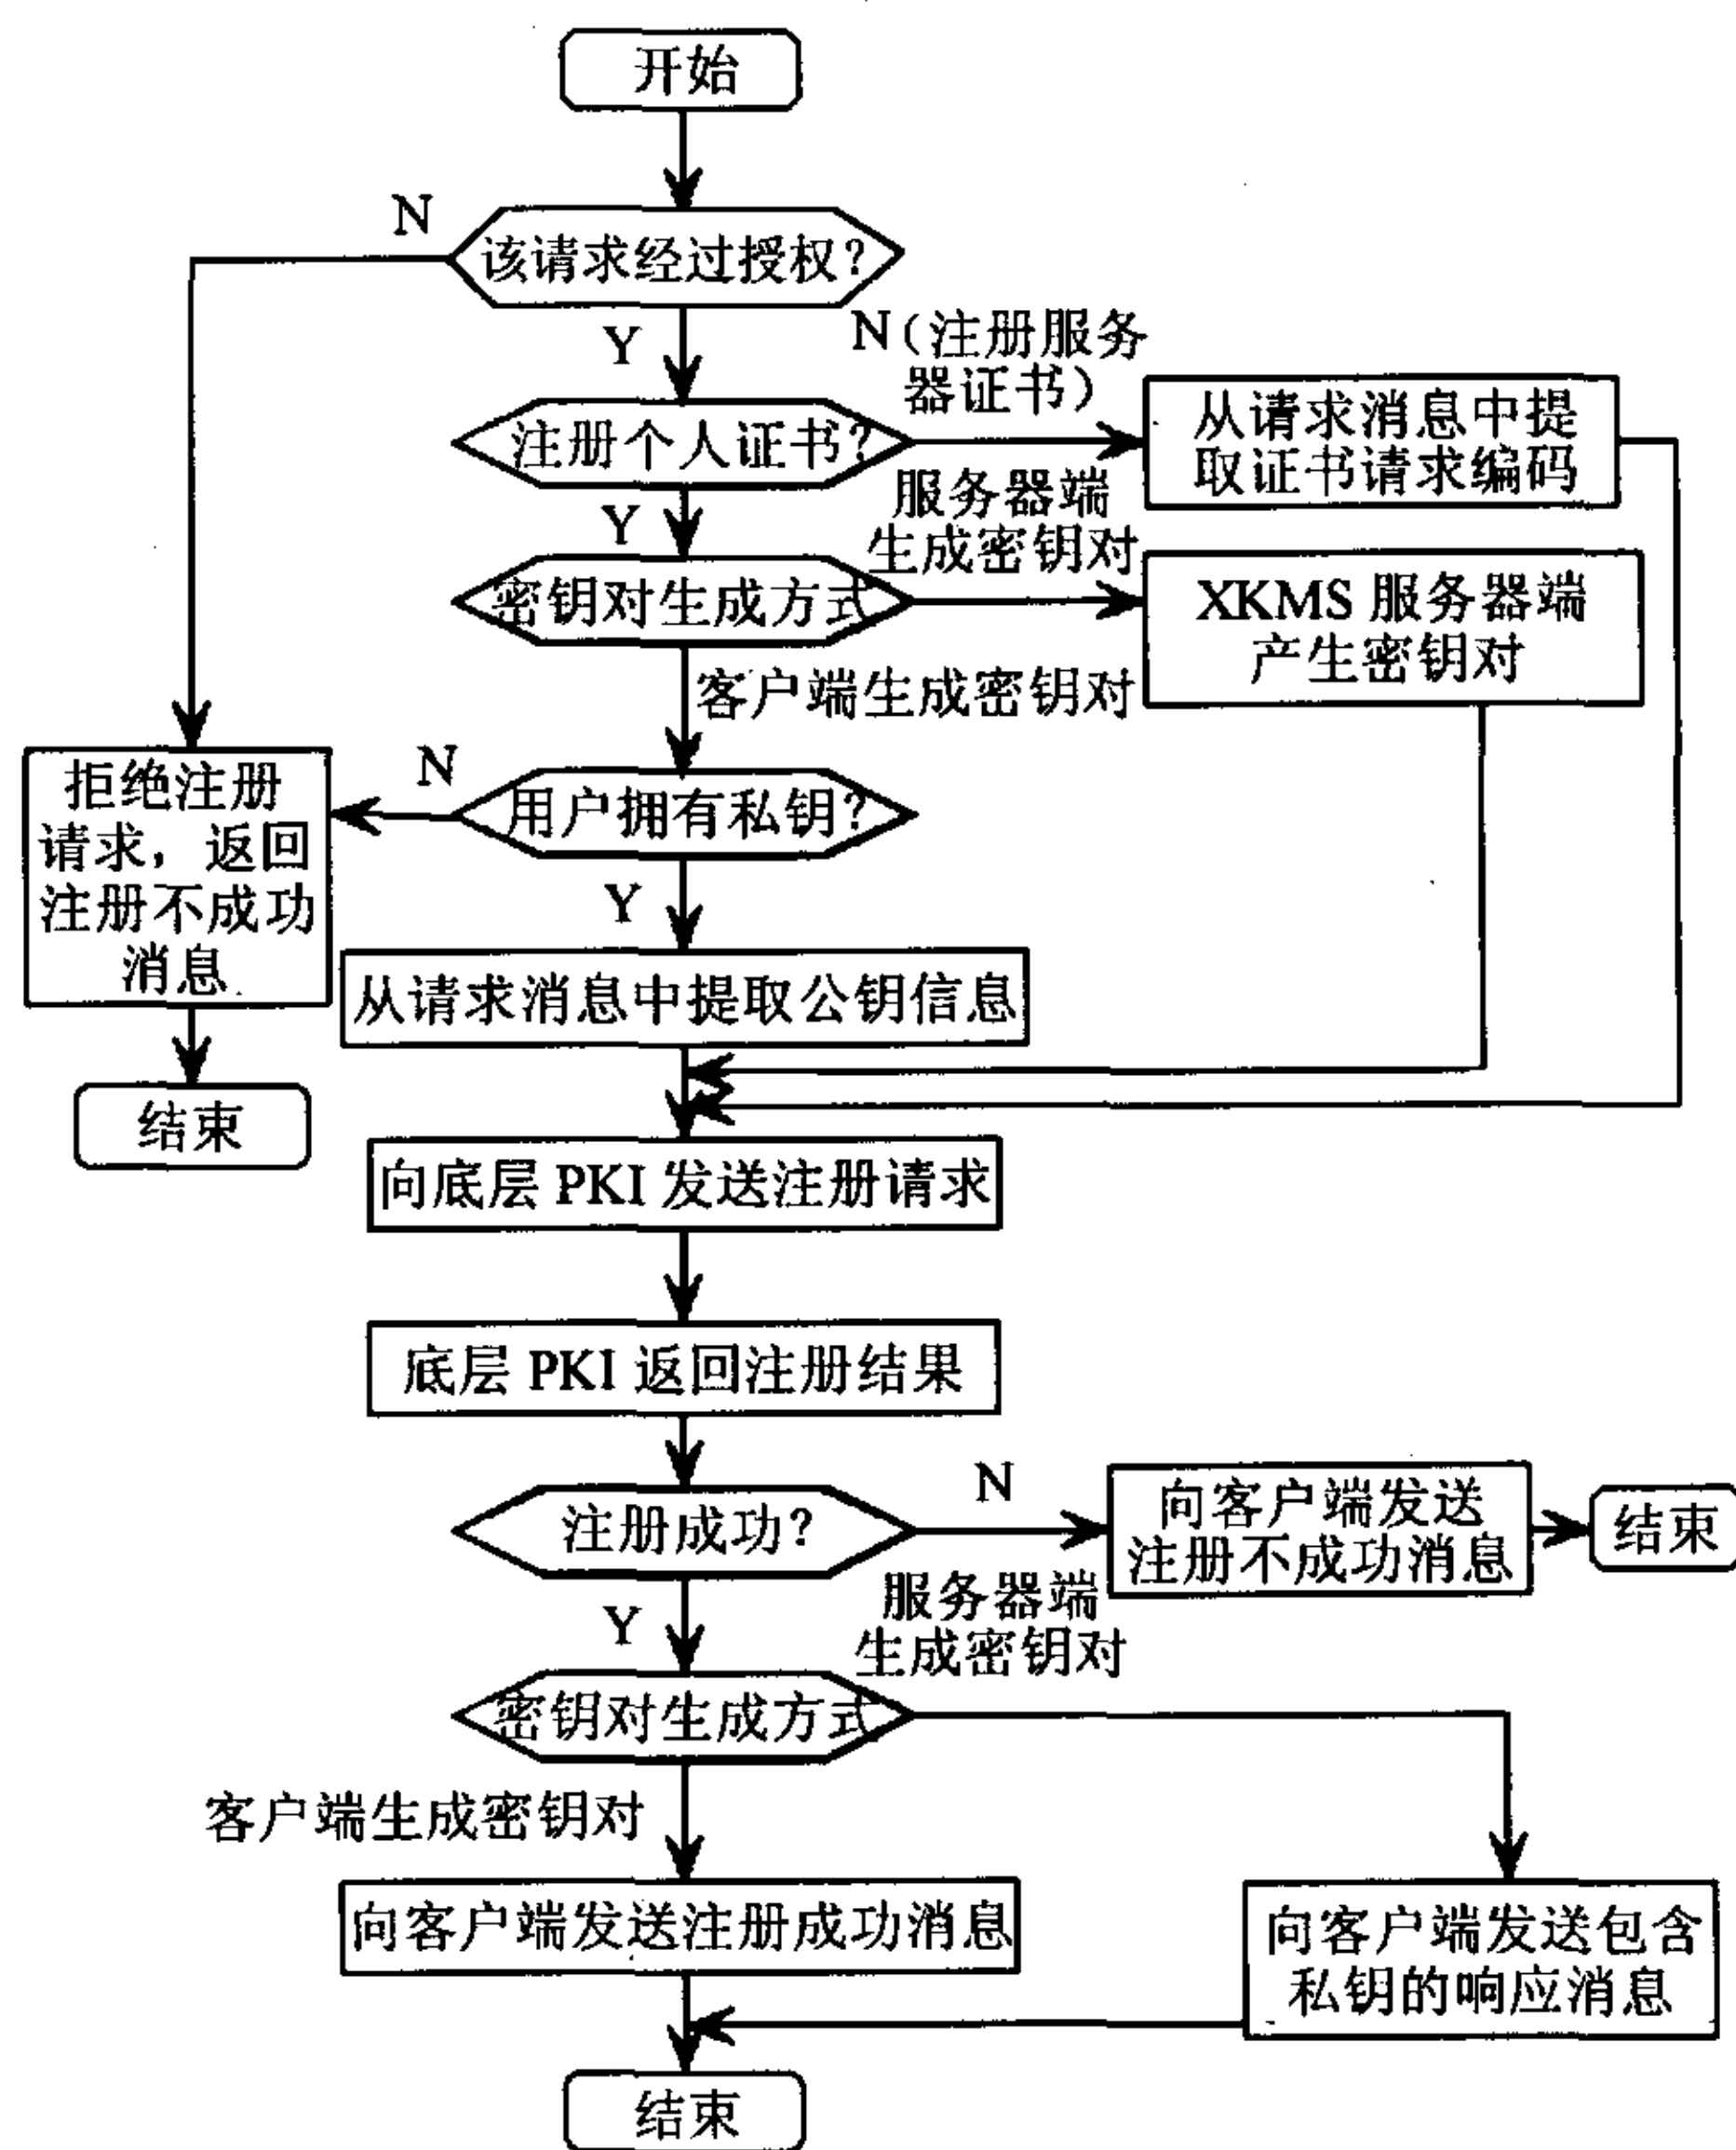 开始
N
该请求经过授权?
Y
N(注册服务
器证书)
注册个人证书?
从请求消息中提
取证书请求编码
Y
服务器端
生成密钥对
密钥对生成方式
XKMS 服务器端
产生密钥对
客户端生成密钥对
拒绝注册
请求，返回
注册不成功
消息
N
用户拥有私钥?
Y
从请求消息中提取公钥信息
结束
向底层 PKI 发送注册请求
底层 PKI 返回注册结果
注册成功?
N
向客户端发送
注册不成功消息
结束
Y
服务器端
生成密钥对
密钥对生成方式
客户端生成密钥对
向客户端发送注册成功消息
向客户端发送包含
私钥的响应消息
结束